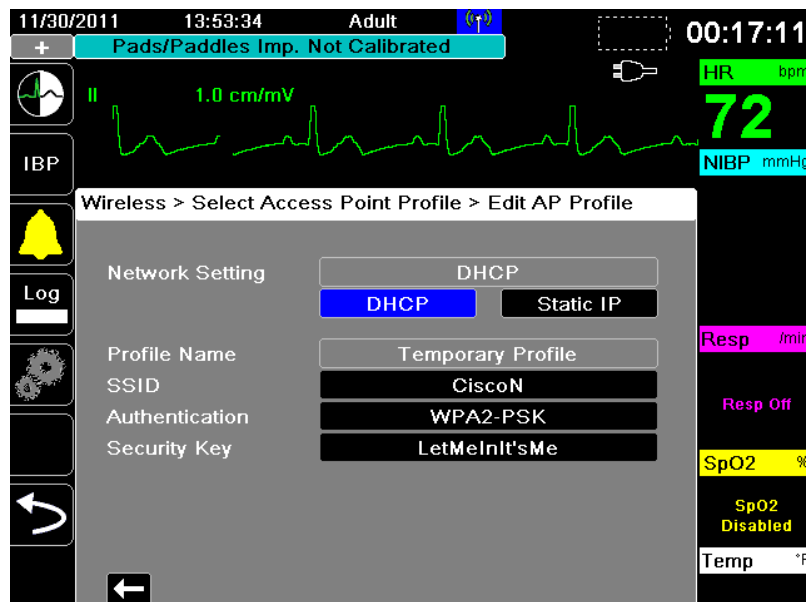 11/30/2011 13:53:34 Adult 00:17:11
+ Pads/Paddles Imp. Not Calibrated
HR bpm
II 1.0 cm/mV
72
IBP
NIBP mmHg
Wireless > Select Access Point Profile > Edit AP Profile
Network Setting DHCP
DHCP Static IP
Log
Resp /min
Profile Name Temporary Profile
SSID CiscoN
Resp Off
Authentication WPA2-PSK
Security Key LetMeInIt'sMe
SpO2 %
SpO2
Disabled
Temp °F